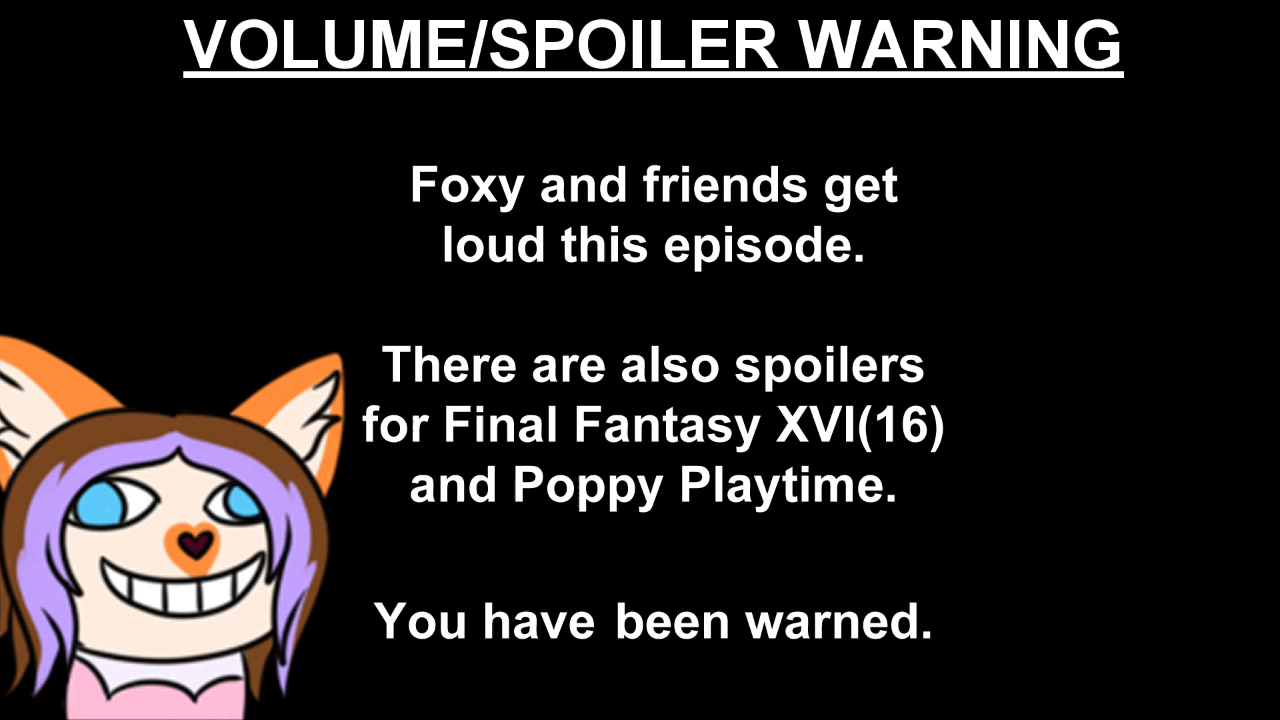 VOLUME/SPOILER WARNING
Foxy and friends get
loud this episode.
There are also spoilers
for Final Fantasy XVI(16)
and Poppy Playtime.
You have been warned.